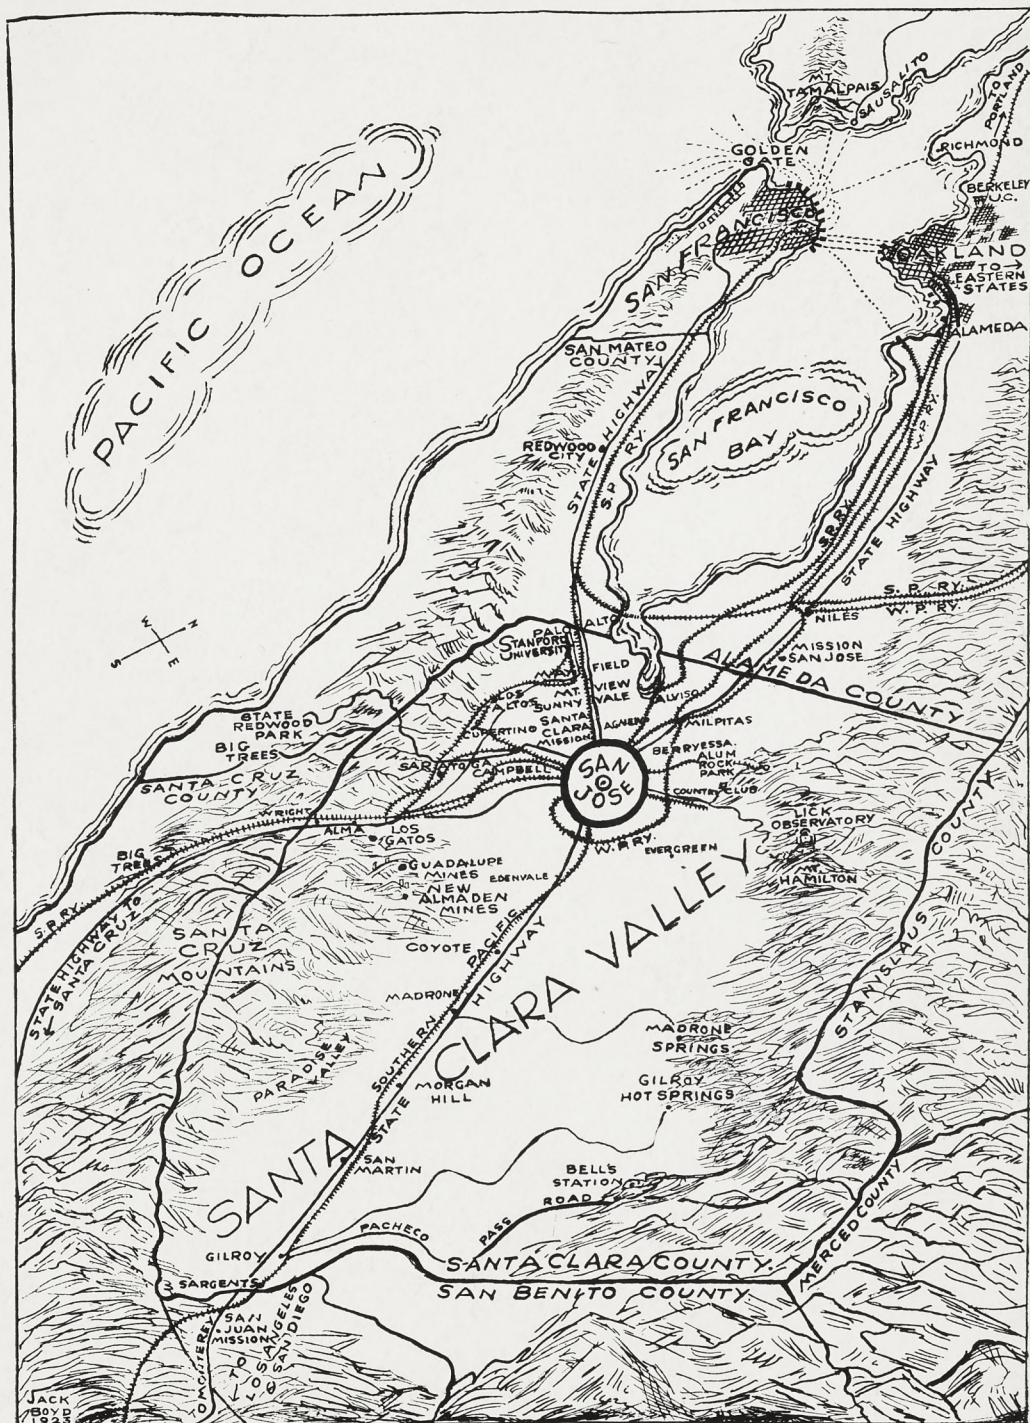 MT.
TAMALPAIS
SAUSALITO
TO
PORTLAND
GOLDEN
GATE
RICHMOND
BERKELEY
U.C.
SAN FRANCISCO
OAKLAND
TO →
EASTERN
STATES
ALAMEDA
PACIFIC OCEAN
SAN MATEO
COUNTY
SAN FRANCISCO
BAY
REDWOOD
CITY
STATE HIGHWAY
S.P. RY.
W.P. RY.
S.P. RY.
STATE HIGHWAY
S. P. RY.
W. P. RY.
NILES
N
W
E
S
PALO ALTO
STANFORD
UNIVERSITY
MAYFIELD
MISSION
SAN JOSE
ALAMEDA COUNTY
LOS
ALTOS
MT. VIEW
SUNNYVALE
ALVISO
STATE
REDWOOD
PARK
BIG
TREES
CUPERTINO
SANTA
CLARA
MISSION
AGNEW
MILPITAS
SANTA CRUZ
COUNTY
SARATOGA
CAMPBELL
SAN
JOSE
BERRYESSA
ALUM
ROCK
PARK
COUNTRY CLUB
WRIGHT
ALMA
LOS
GATOS
LICK
OBSERVATORY
BIG
TREES
W.P. RY.
EVERGREEN
MT.
HAMILTON
GUADALUPE
MINES
EDENVALE
NEW
ALMADEN
MINES
S.P. RY.
STATE HIGHWAY TO
SANTA CRUZ
SANTA
CRUZ
MOUNTAINS
COYOTE
SOUTHERN PACIFIC
STATE HIGHWAY
STANISLAUS COUNTY
MADRONE
SANTA CLARA VALLEY
MADRONE
SPRINGS
PARADISE
VALLEY
MORGAN
HILL
GILROY
HOT SPRINGS
SAN
MARTIN
BELL'S
STATION
PACHECO PASS ROAD
MERCED COUNTY
GILROY
SANTA CLARA COUNTY.
SARGENTS
SAN BENITO COUNTY
SAN
JUAN
MISSION
TO MONTEREY
TO
LOS ANGELES
& SAN DIEGO
JACK
BOYD